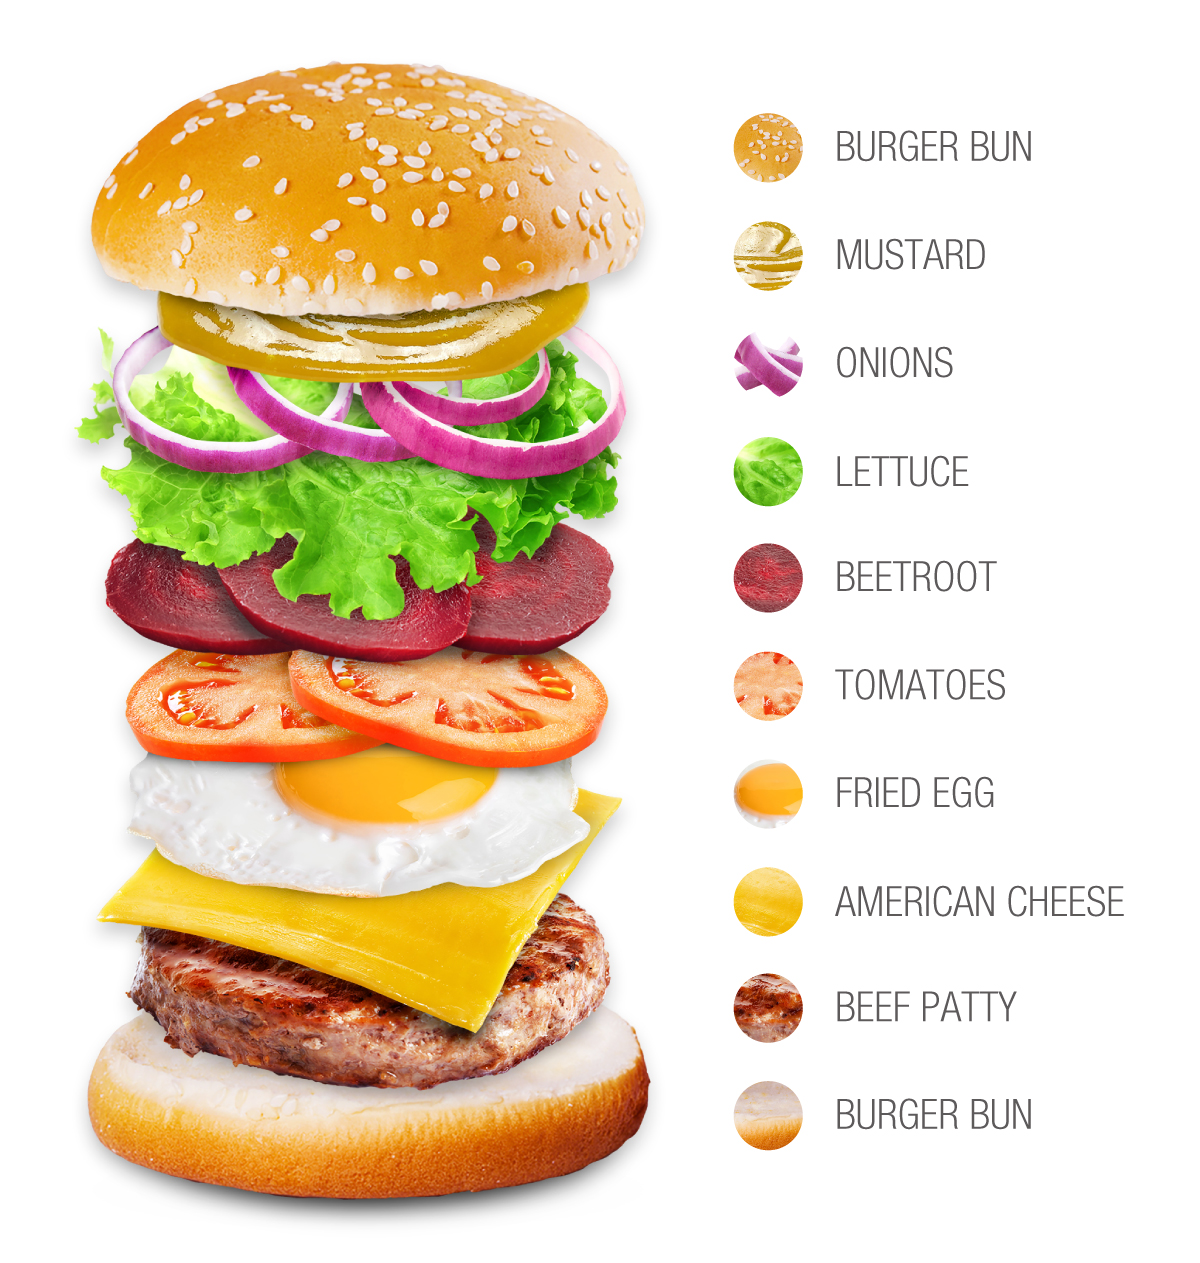 BURGER BUN
MUSTARD
ONIONS
LETTUCE
BEETROOT
TOMATOES
FRIED EGG
AMERICAN CHEESE
BEEF PATTY
BURGER BUN